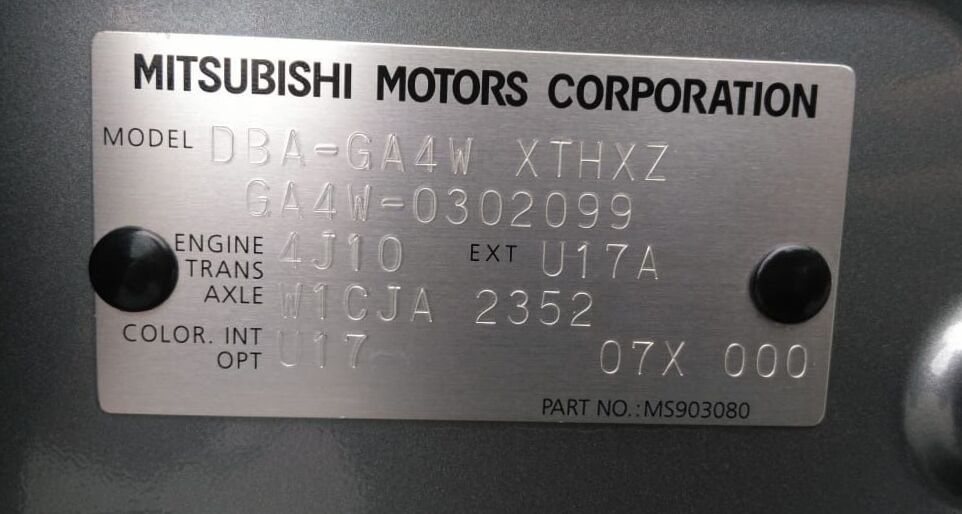 MITSUBISHI MOTORS CORPORATION
MODEL DBA-GA4W XTHXZ
GA4W-0302099
ENGINE 4J10 EXT U17A
TRANS
AXLE W1CJA 2352
COLOR. INT
OPT U17 07X 000
PART NO.:MS903080